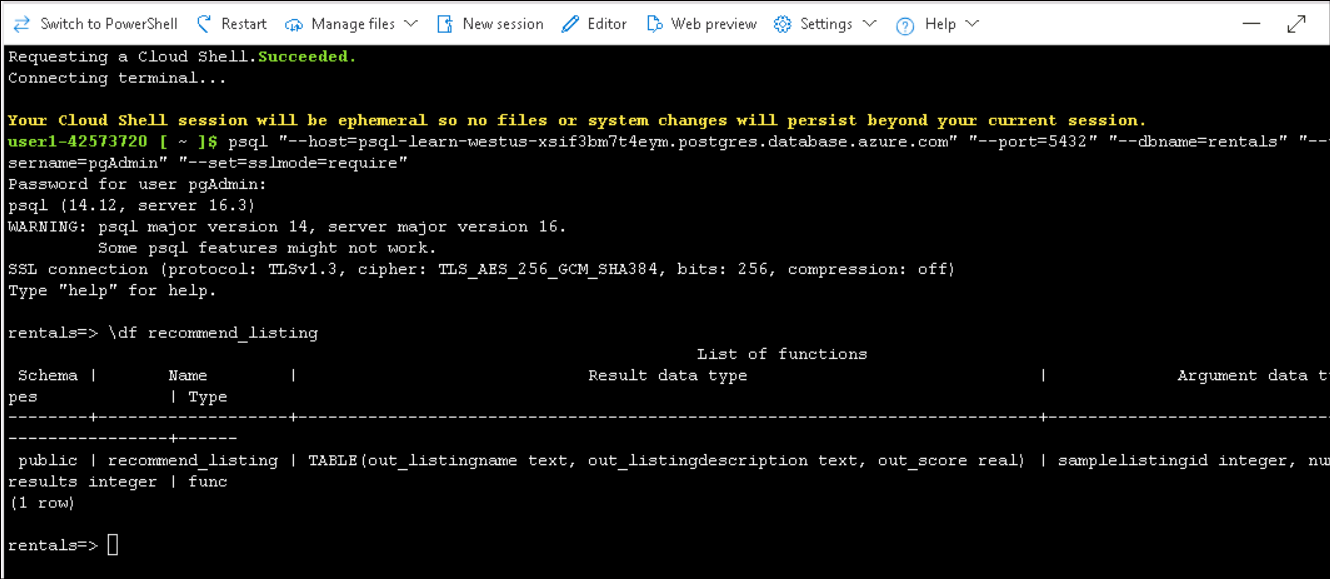 Switch to PowerShell Restart Manage files New session Editor Web preview Settings Help
Requesting a Cloud Shell.Succeeded.
Connecting terminal...
Your Cloud Shell session will be ephemeral so no files or system changes will persist beyond your current session.
user1-42573720 [ ~ ]$ psql "--host=psql-learn-westus-xsif3bm7t4eym.postgres.database.azure.com" "--port=5432" "--dbname=rentals" "--
sername=pgAdmin" "--set=sslmode=require"
Password for user pgAdmin:
psql (14.12, server 16.3)
WARNING: psql major version 14, server major version 16.
         Some psql features might not work.
SSL connection (protocol: TLSv1.3, cipher: TLS_AES_256_GCM_SHA384, bits: 256, compression: off)
Type "help" for help.
rentals=> \df recommend_listing
List of functions
 Schema |       Name        |                             Result data type                             |             Argument data t
pes             | Type
--------+-------------------+--------------------------------------------------------------------------+----------------------------
----------------+------
 public | recommend_listing | TABLE(out_listingname text, out_listingdescription text, out_score real) | samplelistingid integer, nu
results integer | func
(1 row)
rentals=>